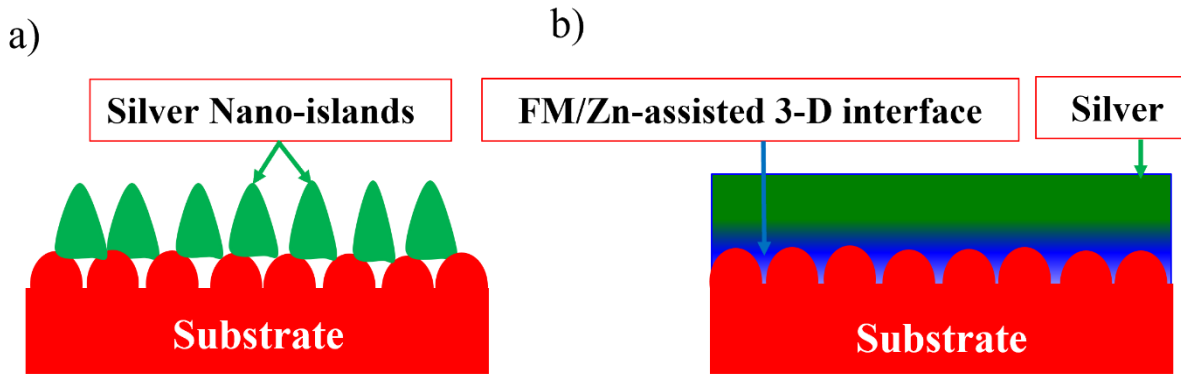 a)
b)
Silver Nano-islands
FM/Zn-assisted 3-D interface
Silver
Substrate
Substrate